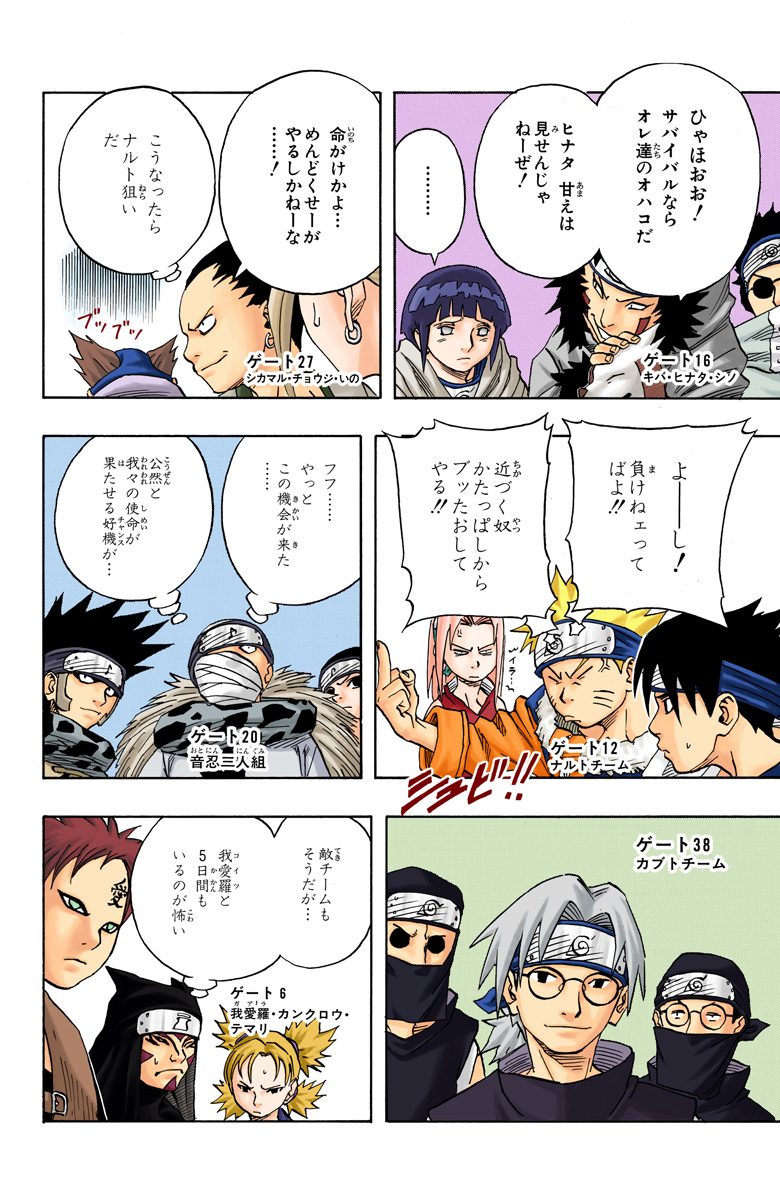 ひゃほおお！
サバイバルなら
オレ達のオハコだ
ヒナタ 甘えは
見せんじゃ
ねーぜ！
………
ゲート16
キバ・ヒナタ・シノ
命がけかよ…
めんどくせーが
やるしかねーな
……！
こうなったら
ナルト狙い
だ
ブツブツ
ゲート27
シカマル・チョウジ・いの
よーーし！
負けねェって
ばよ!!
近づく奴
かたっぱしから
ブッたおして
やる!!
イラ…
ゲート12
ナルトチーム
シュビ!!
フフ……
やっと
この機会が来た
……
公然と
我々の使命が
果たせる好機が…
ゲート20
音忍三人組
ゲート38
カブトチーム
敵チームも
そうだが…
我愛羅と
5日間も
いるのが怖い
愛
ゲート6
我愛羅・カンクロウ・
テマリ